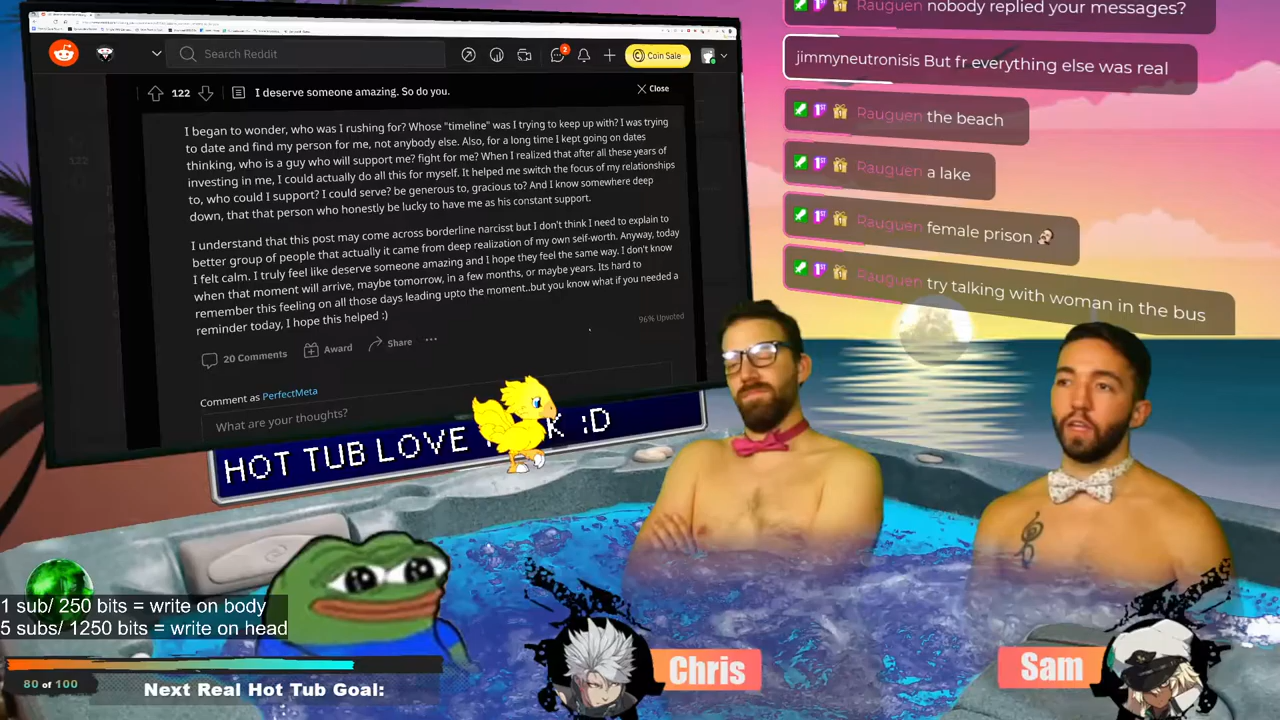 Search Reddit
2
Coin Sale
122
I deserve someone amazing. So do you.
Close
I began to wonder, who was I rushing for? Whose "timeline" was I trying to keep up with? I was trying
to date and find my person for me, not anybody else. Also, for a long time I kept going on dates
thinking, who is a guy who will support me? fight for me? When I realized that after all these years of
investing in me, I could actually do all this for myself. It helped me switch the focus of my relationships
to, who could I support? I could serve? be generous to, gracious to? And I know somewhere deep
down, that that person who honestly be lucky to have me as his constant support.
I understand that this post may come across borderline narcisst but I don't think I need to explain to
better group of people that actually it came from deep realization of my own self-worth. Anyway, today
I felt calm. I truly feel like deserve someone amazing and I hope they feel the same way. I don't know
when that moment will arrive, maybe tomorrow, in a few months, or maybe years. Its hard to
remember this feeling on all those days leading upto the moment..but you know what if you needed a
reminder today, I hope this helped :)
96% Upvoted
20 Comments
Award
Share
Comment as PerfectMeta
What are your thoughts?
HOT TUB LOVE K :D
Rauguen nobody replied your messages?
jimmyneutronisis But fr everything else was real
Rauguen the beach
Rauguen a lake
Rauguen female prison
Rauguen try talking with woman in the bus
1 sub/ 250 bits = write on body
5 subs/ 1250 bits = write on head
80 of 100
Next Real Hot Tub Goal:
Chris
Sam